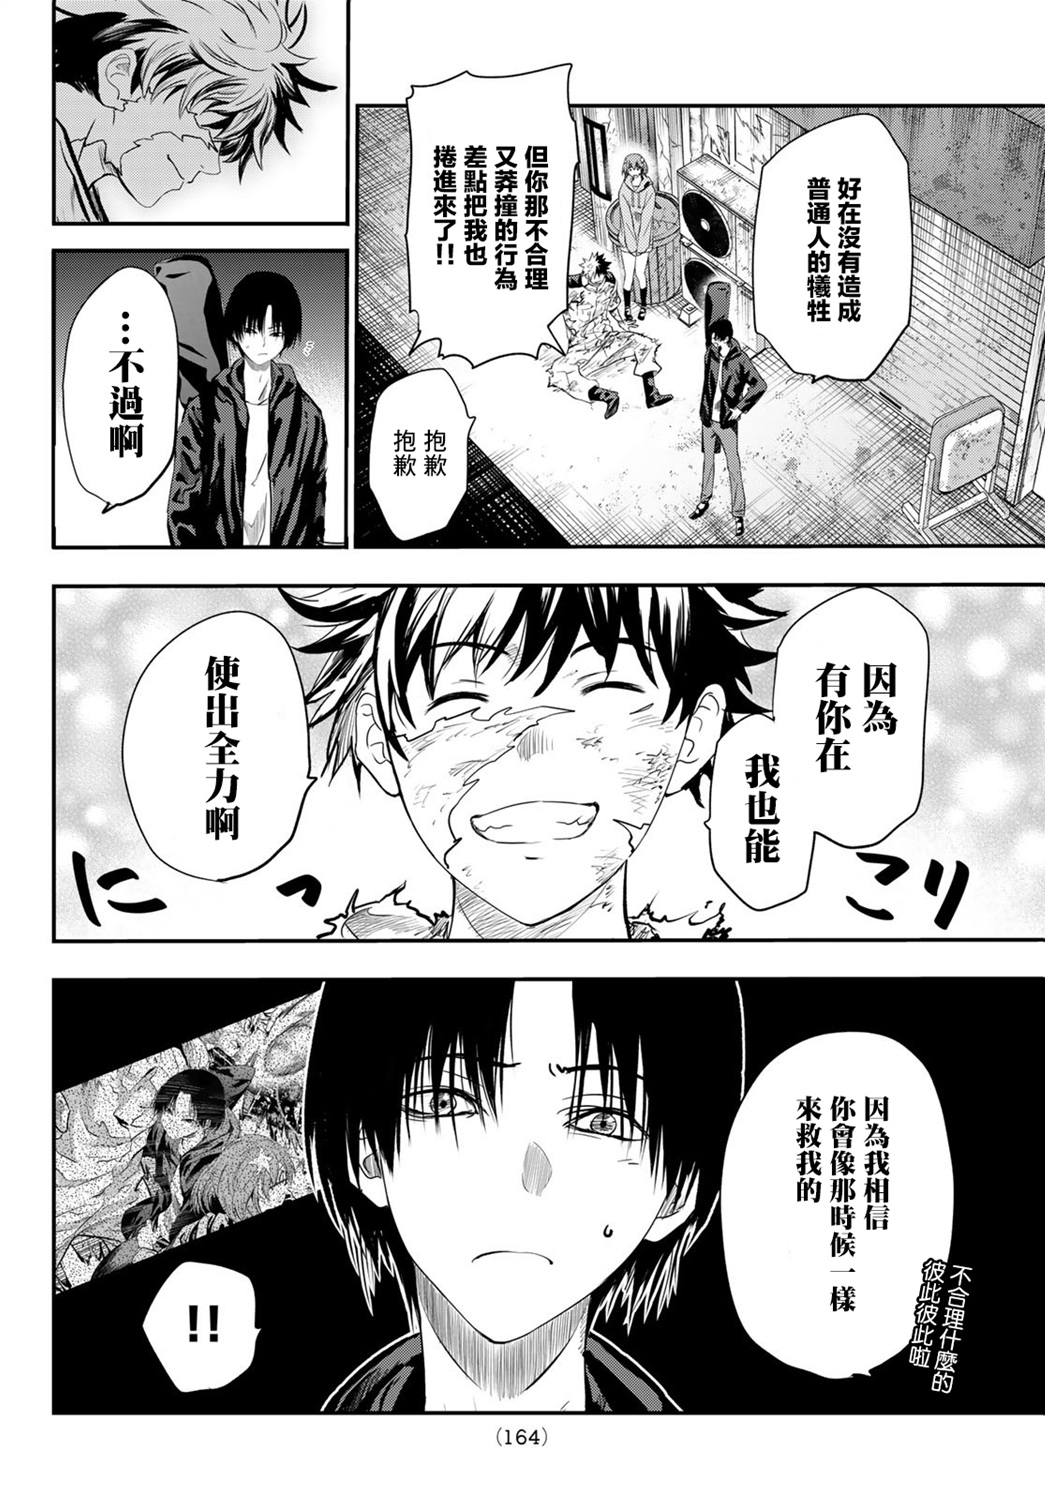 好在沒有造成
普通人的犧牲
但你那不合理
又莽撞的行為
差點把我也
捲進來了!!
抱歉
抱歉
…不過啊
因為
有你在
我也能
使出全力啊
にっ
こり
因為我相信
你會像那時候一樣
來救我的
不合理什麼的
彼此彼此啦
!!
(164)